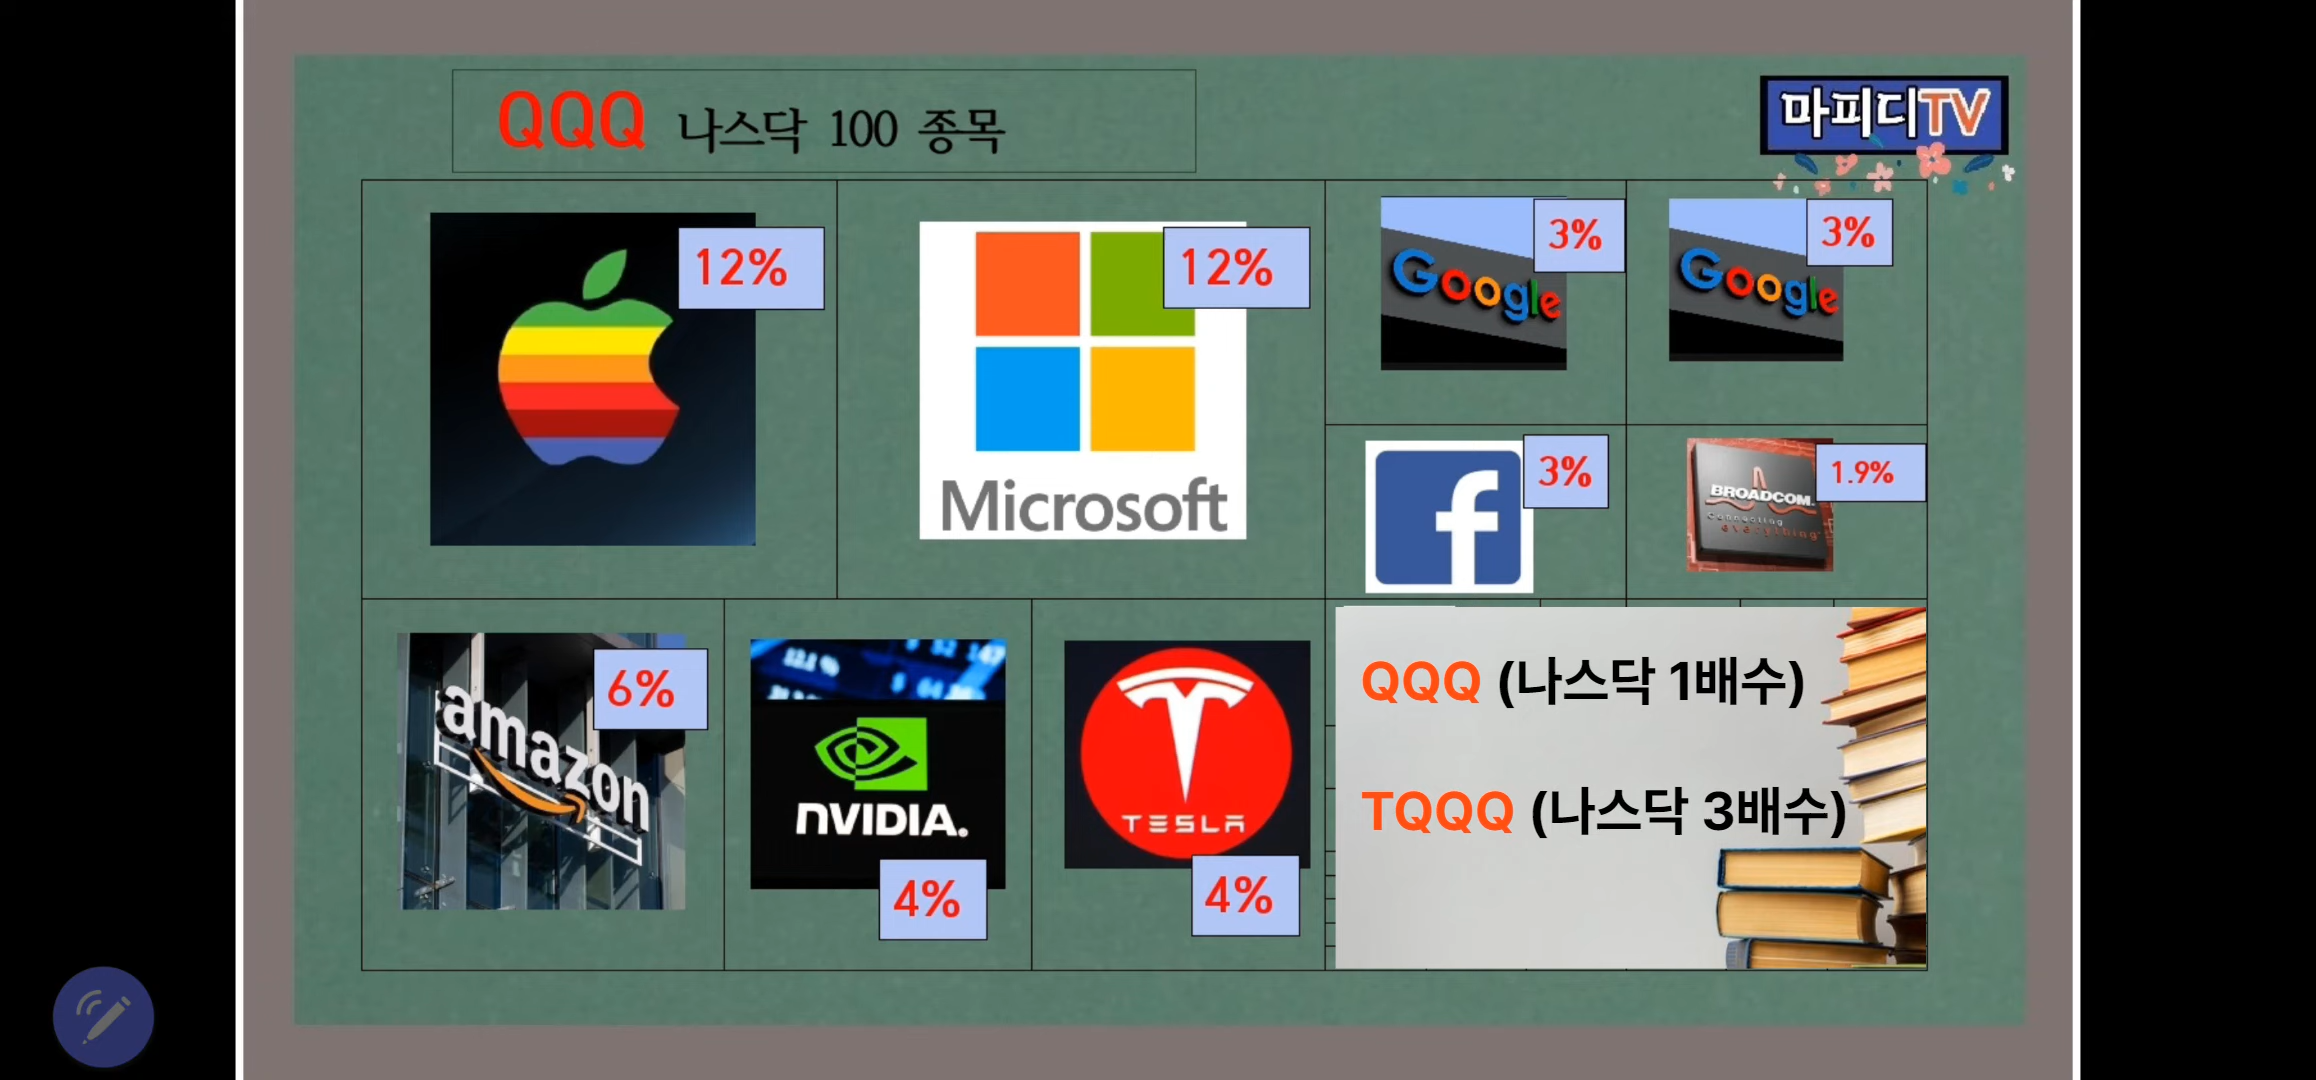 QQQ 나스닥 100 종목
마피디TV
12%
12%
Microsoft
3%
Google
3%
Google
3%
f
1.9%
BROADCOM.
connecting
everything
6%
amazon
NVIDIA.
4%
TESLA
4%
QQQ (나스닥 1배수)
TQQQ (나스닥 3배수)